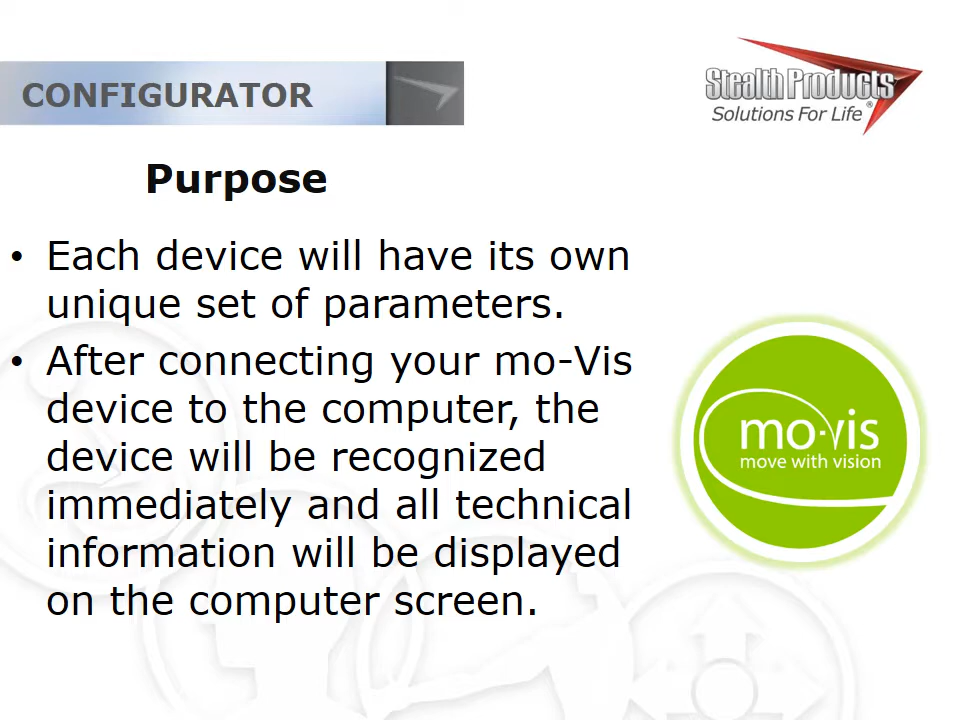 CONFIGURATOR
Stealth Products
Solutions For Life ®
Purpose
• Each device will have its own
unique set of parameters.
• After connecting your mo-Vis
device to the computer, the
device will be recognized
immediately and all technical
information will be displayed
on the computer screen.
mo-vis
move with vision